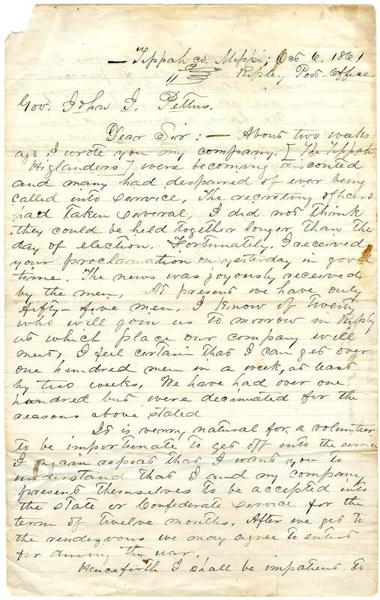 — Tippah co. Mippi; Oct 6, 1861
Ripley Post-Office
Gov. John J. Pettus.
Dear Sir: — About two weeks
ago I wrote you my company. [The Tippah
Highlanders] were becoming disconted
and many had despaired of ever being
called into service, The recruiting officers
had taken several, I did not think
they could be held together longer than the
day of election. Fortunately I received
your proclamation on yesterday in good
time. The news was joyously received
by the men. At present we have only
fifty-five men. I know of Twenty
who will join us to morrow in Ripley
at which place our company will
meet, I feel certain that I can get over
one hundred men in a week, at least
by two weeks. We have had over one
hundred but were decimated for the
reasons above stated
It is very natural for a volunteer
to be importunate to get off into the service
I again repeat that I want you to
understand that I and my company
present themselves to be accepted into
the State or Confederate service for the
term of Twelve months. After we get to
the rendezvous we may agree to enlist
for during the war.
Henceforth I shall be impatient to